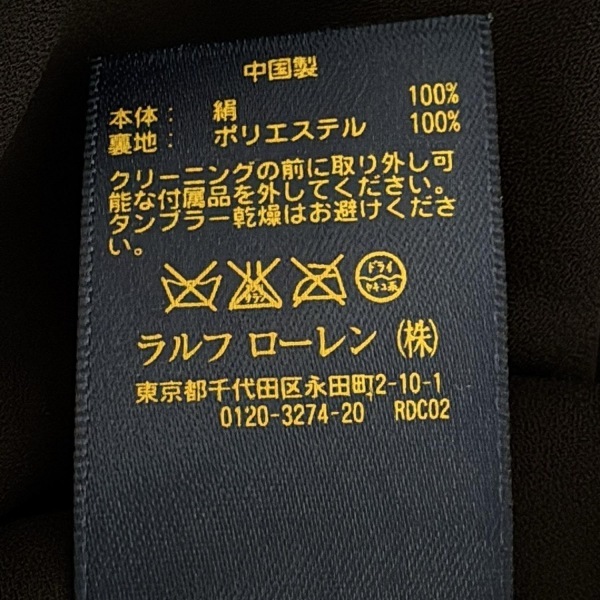 中国製
本体: 絹 100%
裏地: ポリエステル 100%
クリーニングの前に取り外し可
能な付属品を外してください。
タンブラー乾燥はお避けくださ
い。
ドライ
セキユ系
ラルフ ローレン (株)
東京都千代田区永田町2-10-1
0120-3274-20 RDC02